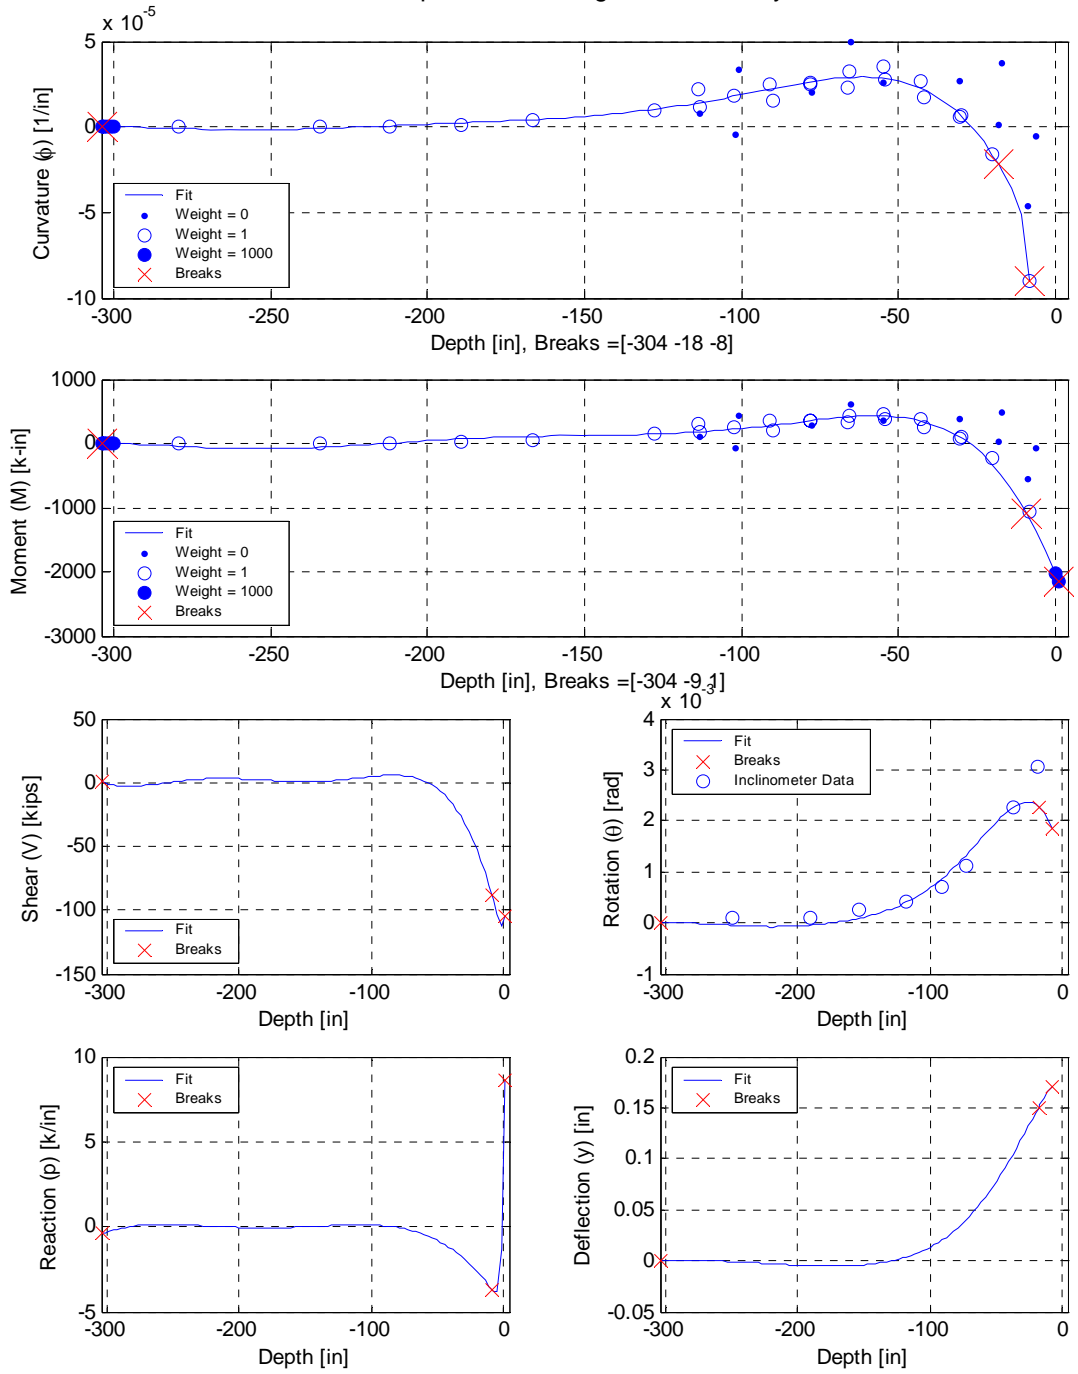 x 10^-5
5
0
-5
-10
Curvature (ϕ) [1/in]
Fit
Weight = 0
Weight = 1
Weight = 1000
Breaks
-300 -250 -200 -150 -100 -50 0
Depth [in], Breaks =[-304 -18 -8]
1000
0
-1000
-2000
-3000
Moment (M) [k-in]
Fit
Weight = 0
Weight = 1
Weight = 1000
Breaks
-300 -250 -200 -150 -100 -50 0
Depth [in], Breaks =[-304 -9 1]
50
0
-50
-100
-150
Shear (V) [kips]
Fit
Breaks
-300 -200 -100 0
Depth [in]
x 10^-3
4
3
2
1
0
-1
Rotation (θ) [rad]
Fit
Breaks
Inclinometer Data
-300 -200 -100 0
Depth [in]
10
5
0
-5
Reaction (p) [k/in]
Fit
Breaks
-300 -200 -100 0
Depth [in]
0.2
0.15
0.1
0.05
0
-0.05
Deflection (y) [in]
Fit
Breaks
-300 -200 -100 0
Depth [in]